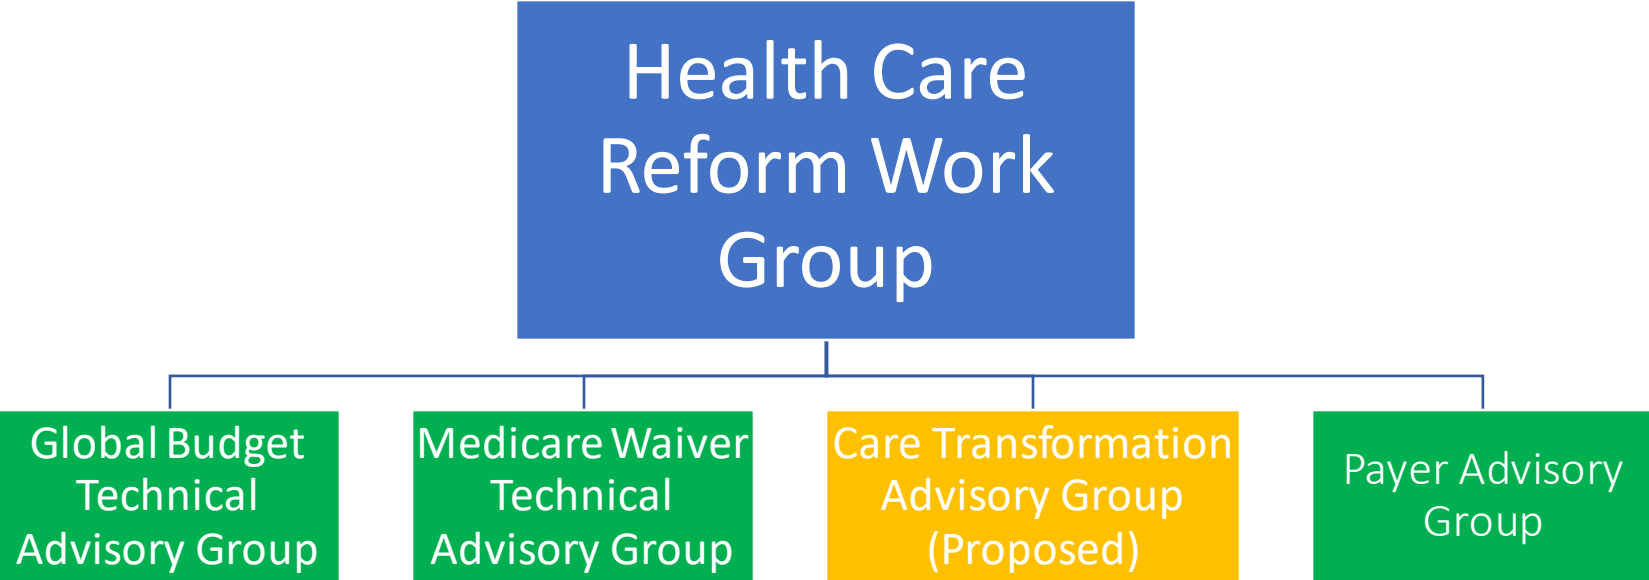 Health Care
Reform Work
Group
Global Budget
Technical
Advisory Group
Medicare Waiver
Technical
Advisory Group
Care Transformation
Advisory Group
(Proposed)
Payer Advisory
Group